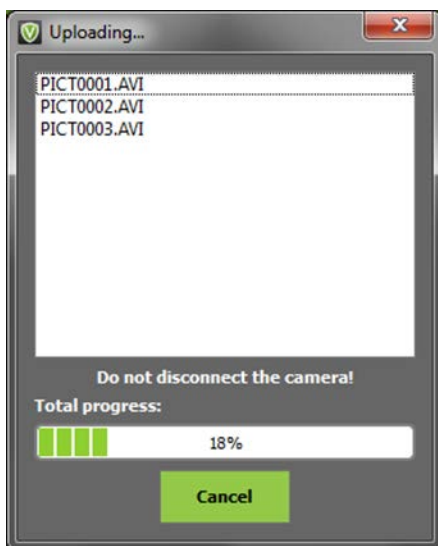 Uploading...
PICT0001.AVI
PICT0002.AVI
PICT0003.AVI
Do not disconnect the camera!
Total progress:
18%
Cancel